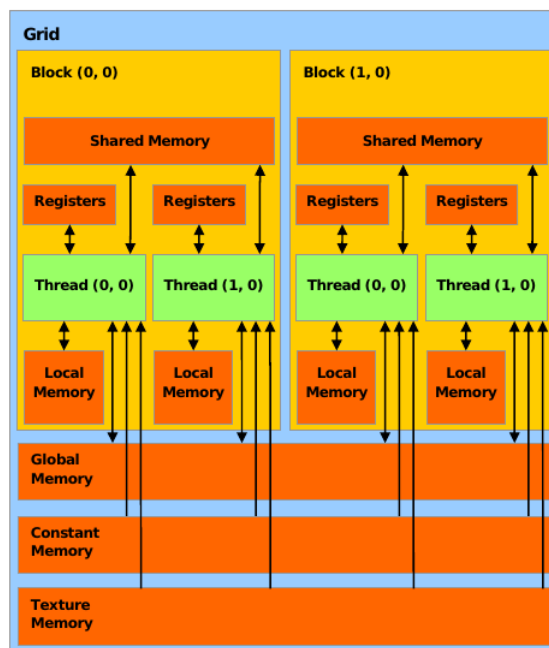 Grid
Block (0, 0)
Block (1, 0)
Shared Memory
Shared Memory
Registers
Registers
Registers
Registers
Thread (0, 0)
Thread (1, 0)
Thread (0, 0)
Thread (1, 0)
Local
Memory
Local
Memory
Local
Memory
Local
Memory
Global
Memory
Constant
Memory
Texture
Memory